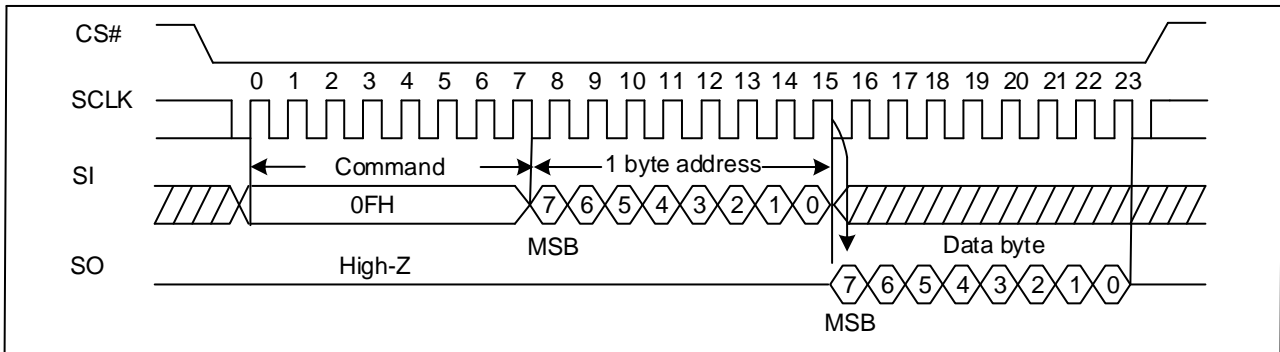 CS#
0 1 2 3 4 5 6 7 8 9 10 11 12 13 14 15 16 17 18 19 20 21 22 23
SCLK
Command 1 byte address
SI
0FH 7 6 5 4 3 2 1 0
MSB Data byte
SO High-Z
7 6 5 4 3 2 1 0
MSB